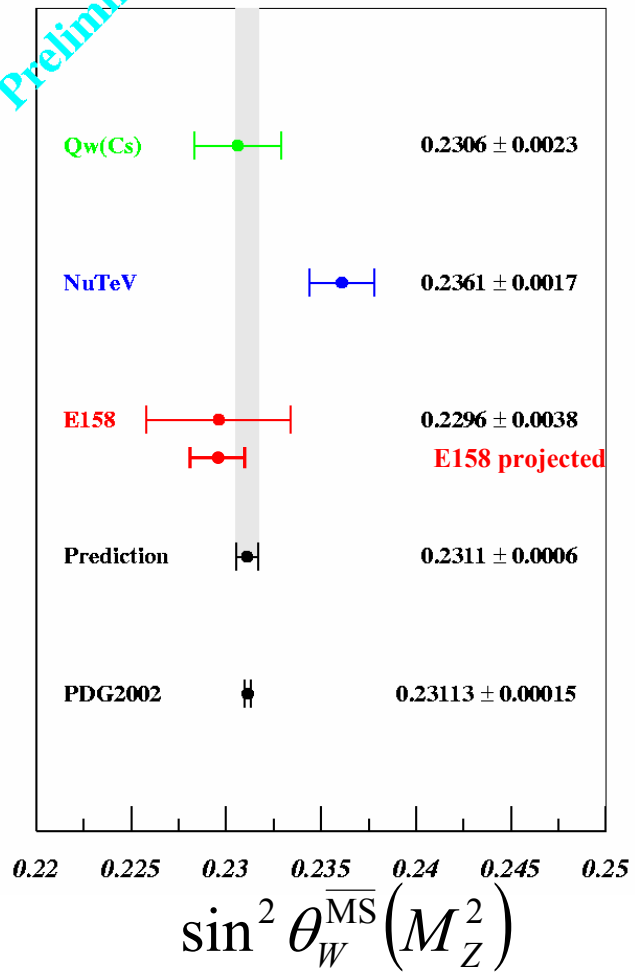 Prelimi
Qw(Cs) 0.2306 ± 0.0023
NuTeV 0.2361 ± 0.0017
E158 0.2296 ± 0.0038
E158 projected
Prediction 0.2311 ± 0.0006
PDG2002 0.23113 ± 0.00015
0.22 0.225 0.23 0.235 0.24 0.245 0.25
sin² θ_W^{\overline{MS}} (M_Z²)